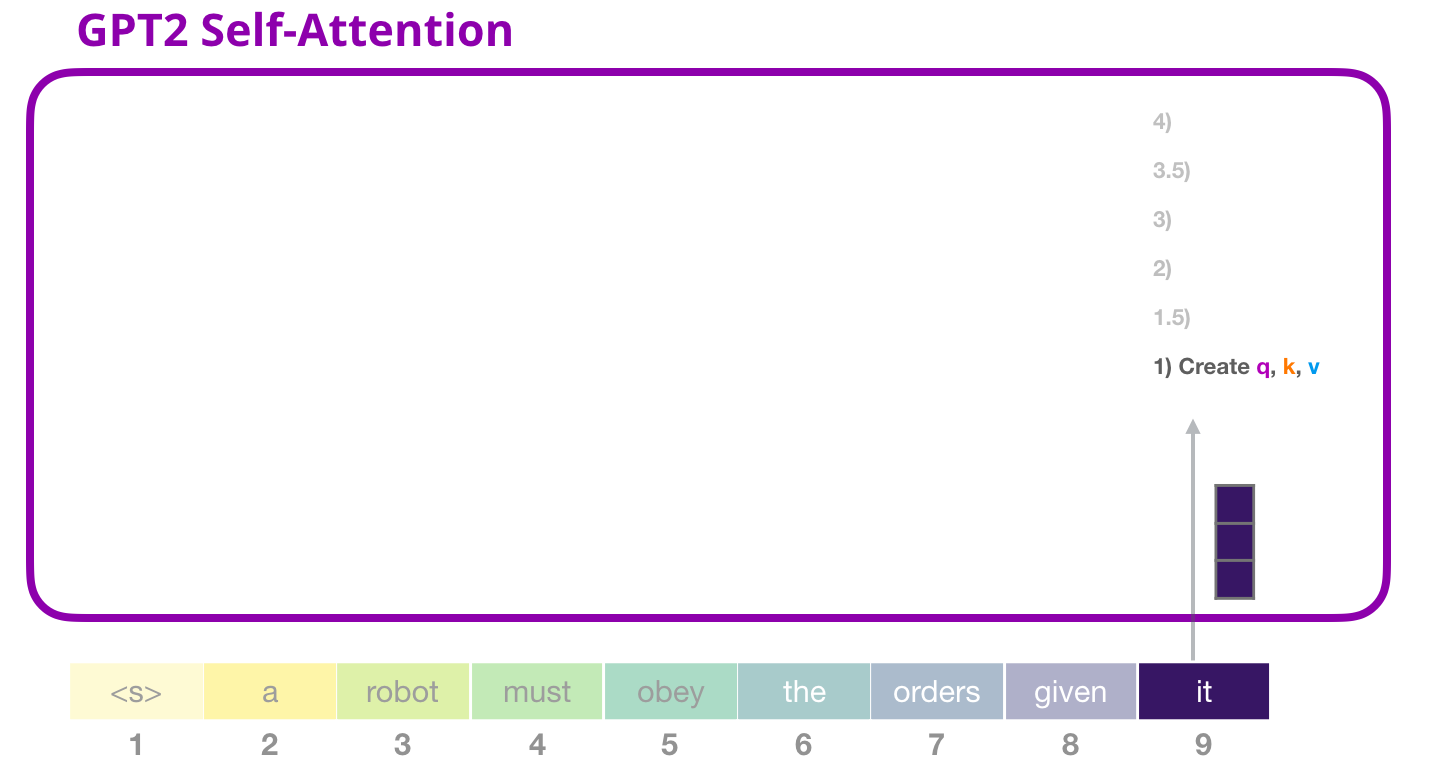 GPT2 Self-Attention
4)
3.5)
3)
2)
1.5)
1) Create q, k, v
<s> a robot must obey the orders given it
1 2 3 4 5 6 7 8 9